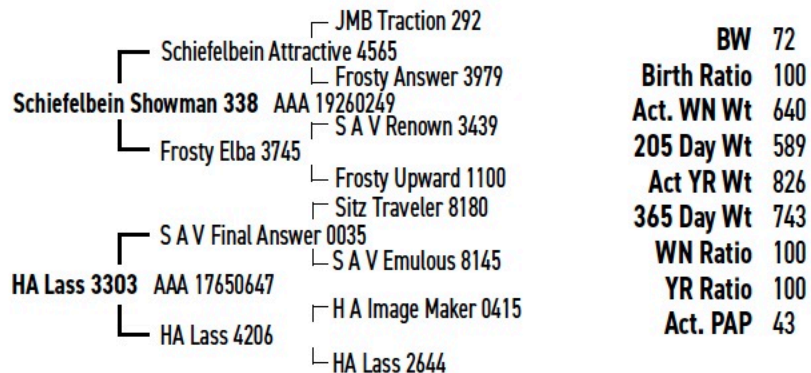 JMB Traction 292
Schiefelbein Attractive 4565
Frosty Answer 3979
Schiefelbein Showman 338 AAA 19260249
S A V Renown 3439
Frosty Elba 3745
Frosty Upward 1100
Sitz Traveler 8180
S A V Final Answer 0035
S A V Emulous 8145
HA Lass 3303 AAA 17650647
H A Image Maker 0415
HA Lass 4206
HA Lass 2644
BW 72
Birth Ratio 100
Act. WN Wt 640
205 Day Wt 589
Act YR Wt 826
365 Day Wt 743
WN Ratio 100
YR Ratio 100
Act. PAP 43